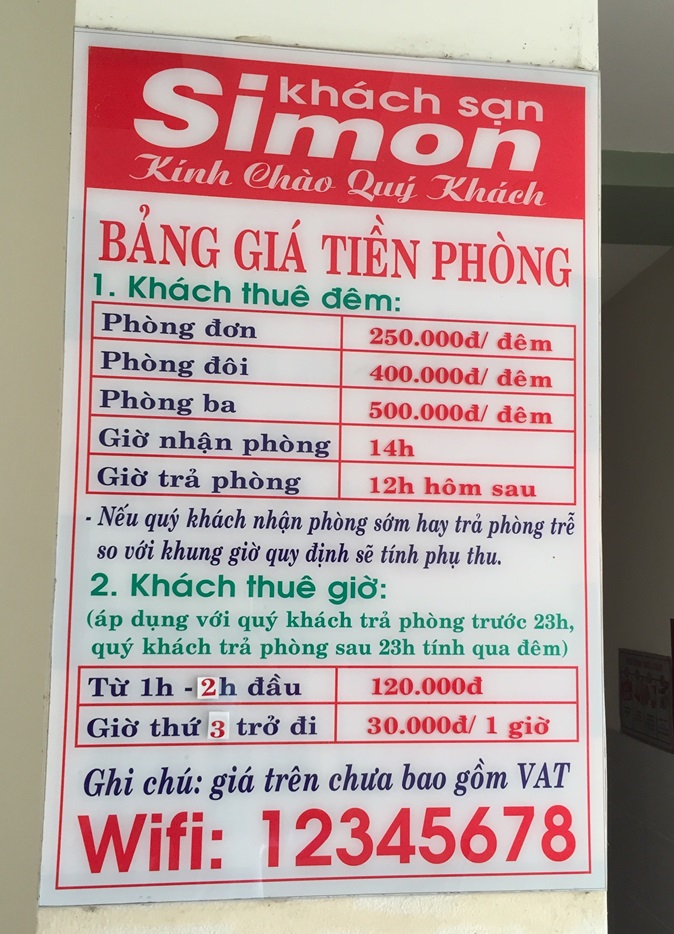 khách sạn
Simon
Kính Chào Quý Khách
BẢNG GIÁ TIỀN PHÒNG
1. Khách thuê đêm:
Phòng đơn 250.000đ/ đêm
Phòng đôi 400.000đ/ đêm
Phòng ba 500.000đ/ đêm
Giờ nhận phòng 14h
Giờ trả phòng 12h hôm sau
- Nếu quý khách nhận phòng sớm hay trả phòng trễ
so với khung giờ quy định sẽ tính phụ thu.
2. Khách thuê giờ:
(áp dụng với quý khách trả phòng trước 23h,
quý khách trả phòng sau 23h tính qua đêm)
Từ 1h - 2h đầu 120.000đ
Giờ thứ 3 trở đi 30.000đ/ 1 giờ
Ghi chú: giá trên chưa bao gồm VAT
Wifi: 12345678